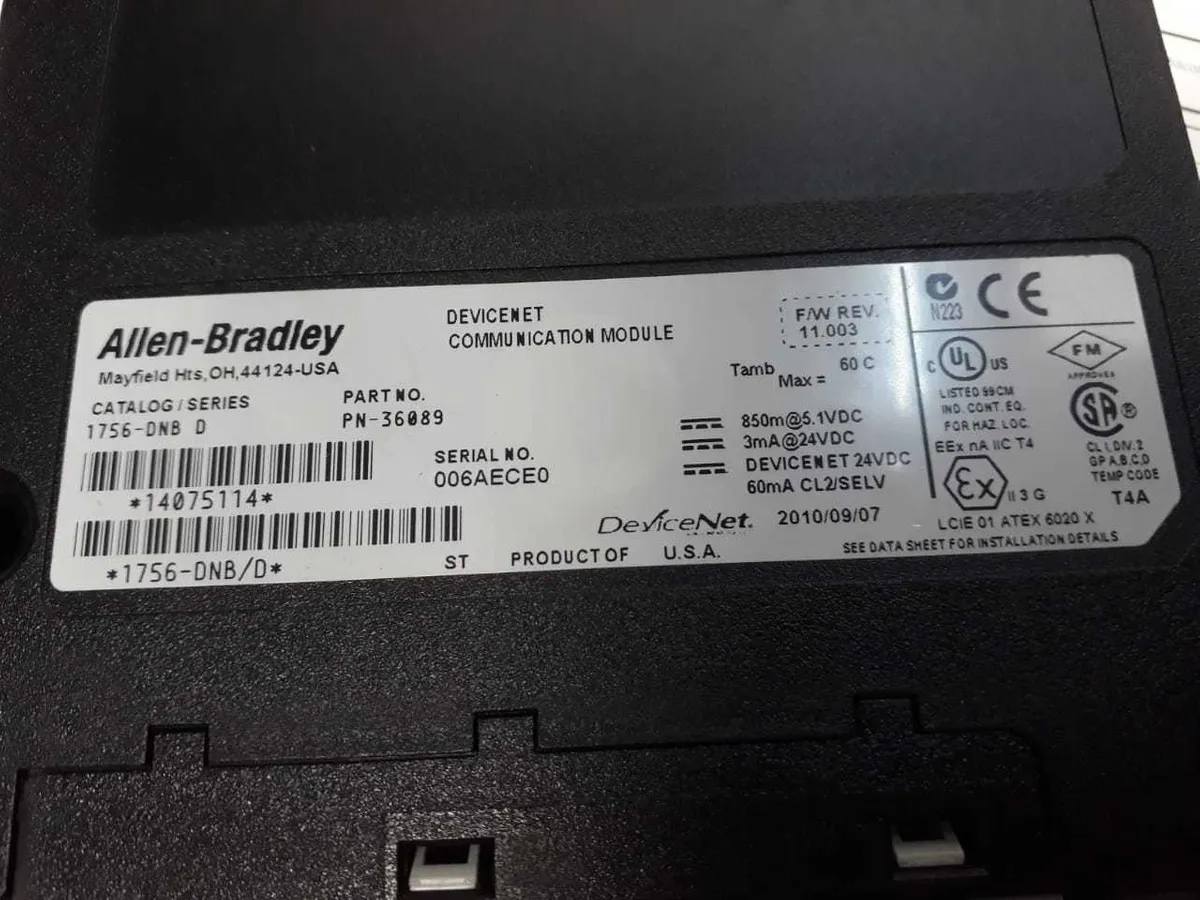 Allen-Bradley
Mayfield Hts,OH,44124-USA
CATALOG/SERIES
1756-DNB D
PART NO.
PN-36089
*14075114*
SERIAL NO.
006AECE0
*1756-DNB/D*
DEVICENET
COMMUNICATION MODULE
F/W REV.
11.003
Tamb Max = 60 C
850m@5.1VDC
3mA@24VDC
DEVICENET 24VDC
60mA CL2/SELV
DeviceNet. 2010/09/07
ST PRODUCT OF U.S.A.
N223
CE
C UL US
LISTED 99CM
IND. CONT. EQ.
FOR HAZ. LOC.
EEx nA IIC T4
Ex II 3 G
LCIE 01 ATEX 6020 X
FM
APPROVED
SA ®
CL I, DIV. 2
GP A,B,C,D
TEMP CODE
T4A
SEE DATA SHEET FOR INSTALLATION DETAILS